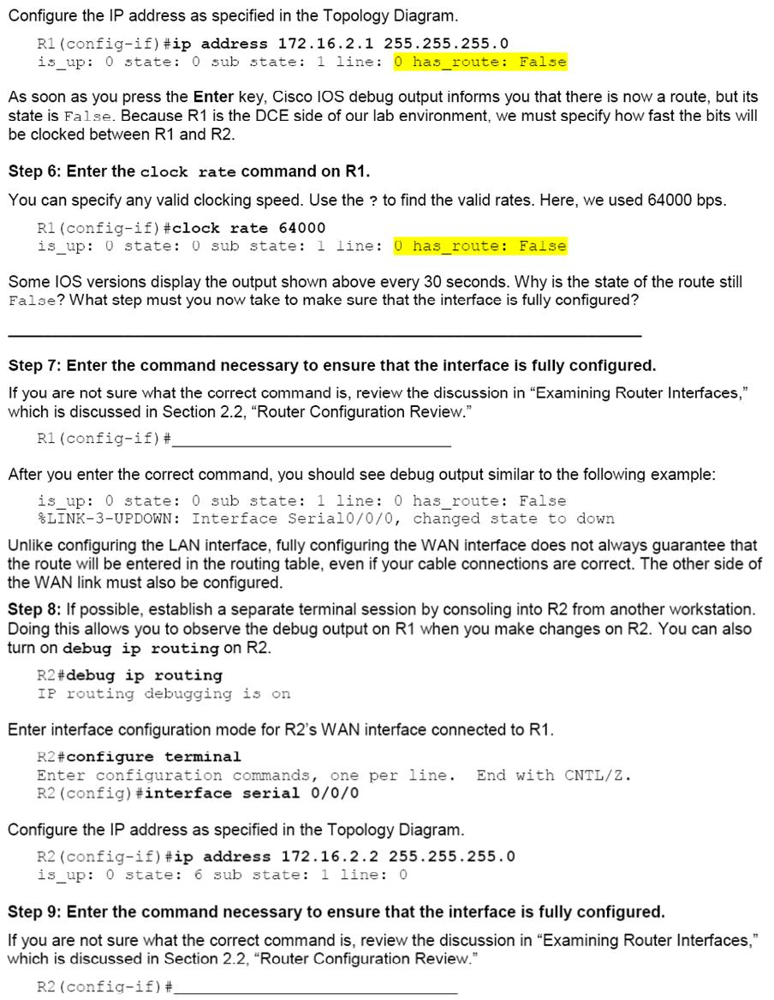 Configure the IP address as specified in the Topology Diagram.
R1(config-if)#ip address 172.16.2.1 255.255.255.0
is_up: 0 state: 0 sub state: 1 line: 0 has_route: False
As soon as you press the Enter key, Cisco IOS debug output informs you that there is now a route, but its
state is False. Because R1 is the DCE side of our lab environment, we must specify how fast the bits will
be clocked between R1 and R2.
Step 6: Enter the clock rate command on R1.
You can specify any valid clocking speed. Use the ? to find the valid rates. Here, we used 64000 bps.
R1(config-if)#clock rate 64000
is_up: 0 state: 0 sub state: 1 line: 0 has_route: False
Some IOS versions display the output shown above every 30 seconds. Why is the state of the route still
False? What step must you now take to make sure that the interface is fully configured?
Step 7: Enter the command necessary to ensure that the interface is fully configured.
If you are not sure what the correct command is, review the discussion in “Examining Router Interfaces,”
which is discussed in Section 2.2, “Router Configuration Review.”
R1(config-if)#
After you enter the correct command, you should see debug output similar to the following example:
is_up: 0 state: 0 sub state: 1 line: 0 has_route: False
%LINK-3-UPDOWN: Interface Serial0/0/0, changed state to down
Unlike configuring the LAN interface, fully configuring the WAN interface does not always guarantee that
the route will be entered in the routing table, even if your cable connections are correct. The other side of
the WAN link must also be configured.
Step 8: If possible, establish a separate terminal session by consoling into R2 from another workstation.
Doing this allows you to observe the debug output on R1 when you make changes on R2. You can also
turn on debug ip routing on R2.
R2#debug ip routing
IP routing debugging is on
Enter interface configuration mode for R2’s WAN interface connected to R1.
R2#configure terminal
Enter configuration commands, one per line. End with CNTL/Z.
R2(config)#interface serial 0/0/0
Configure the IP address as specified in the Topology Diagram.
R2(config-if)#ip address 172.16.2.2 255.255.255.0
is_up: 0 state: 6 sub state: 1 line: 0
Step 9: Enter the command necessary to ensure that the interface is fully configured.
If you are not sure what the correct command is, review the discussion in “Examining Router Interfaces,”
which is discussed in Section 2.2, “Router Configuration Review.”
R2(config-if)#